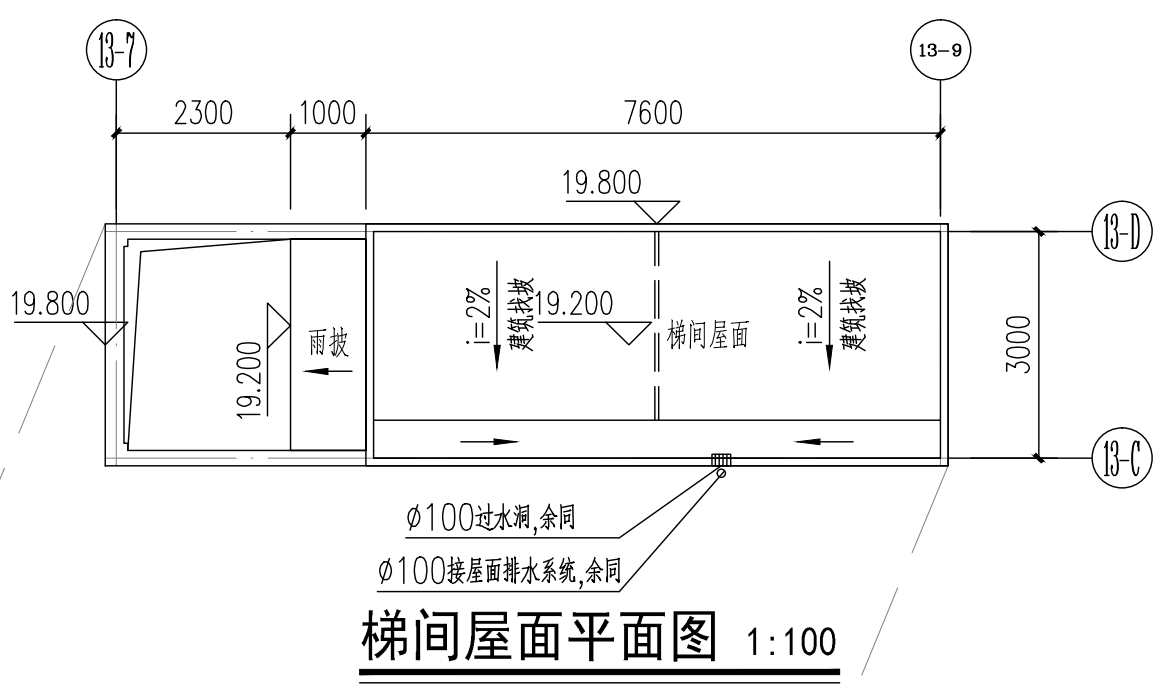 13-7
13-9
2300
1000
7600
19.800
13-D
19.800
i=2%
建筑找坡
19.200
梯间屋面
i=2%
建筑找坡
雨披
19.200
3000
13-C
ø100过水洞,余同
ø100接屋面排水系统,余同
梯间屋面平面图 1:100